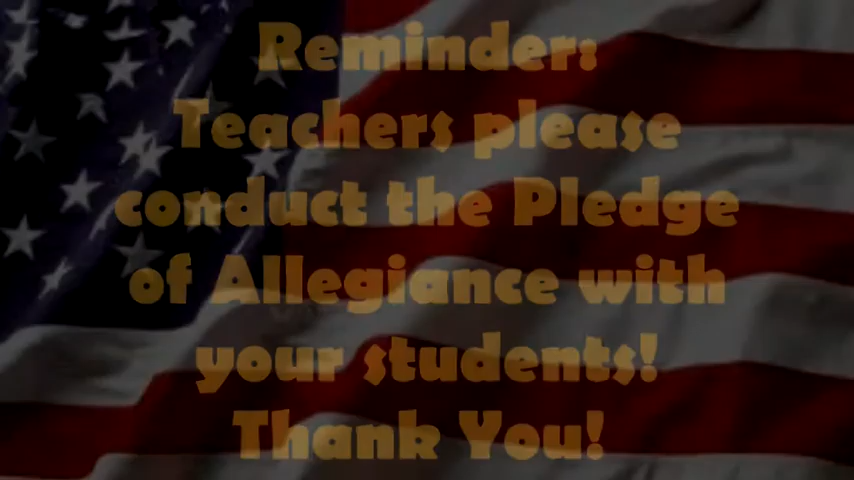 Reminder:
Teachers please
conduct the Pledge
of Allegiance with
your students!
Thank You!